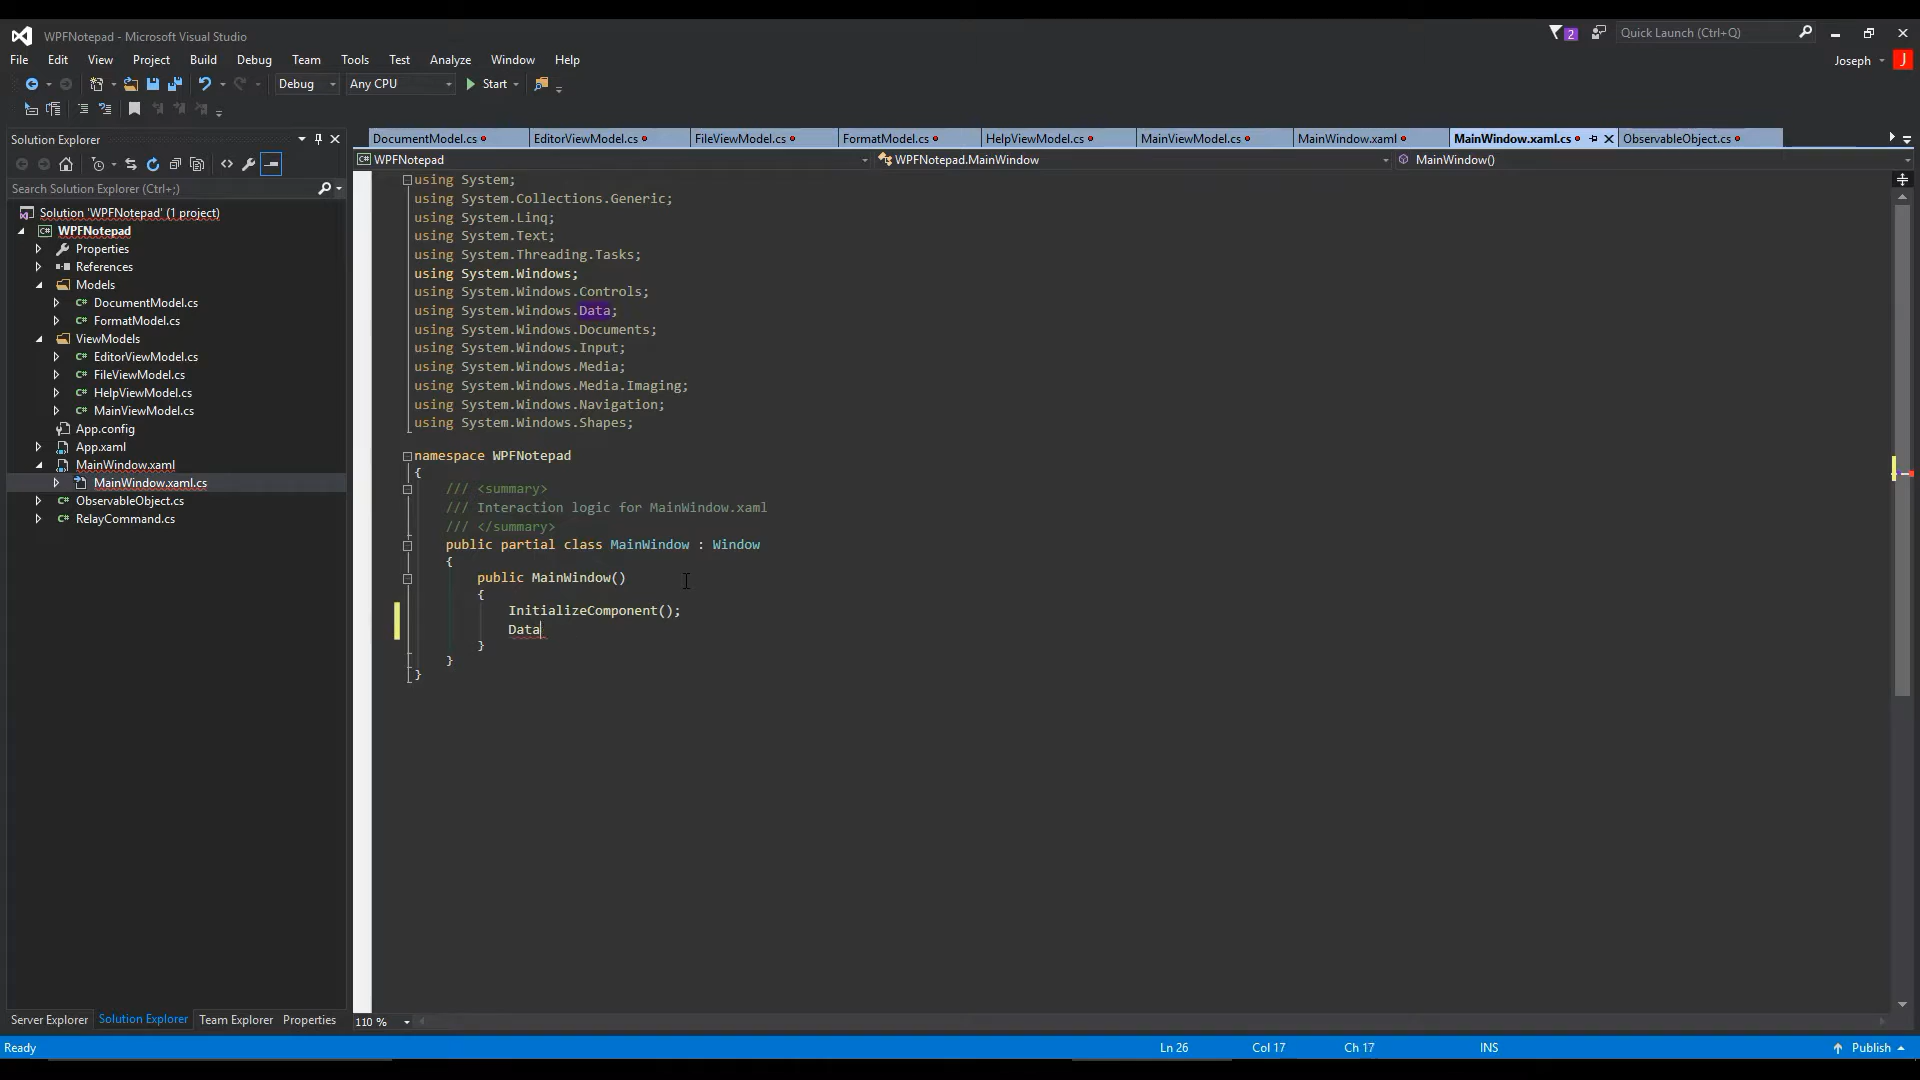 WPFNotepad - Microsoft Visual Studio
2
Quick Launch (Ctrl+Q)
File Edit View Project Build Debug Team Tools Test Analyze Window Help
Joseph J
Debug Any CPU Start
Solution Explorer
Search Solution Explorer (Ctrl+;)
Solution 'WPFNotepad' (1 project)
WPFNotepad
Properties
References
Models
DocumentModel.cs
FormatModel.cs
ViewModels
EditorViewModel.cs
FileViewModel.cs
HelpViewModel.cs
MainViewModel.cs
App.config
App.xaml
MainWindow.xaml
MainWindow.xaml.cs
ObservableObject.cs
RelayCommand.cs
Server Explorer Solution Explorer Team Explorer Properties
DocumentModel.cs EditorViewModel.cs FileViewModel.cs FormatModel.cs HelpViewModel.cs MainViewModel.cs MainWindow.xaml MainWindow.xaml.cs ObservableObject.cs
WPFNotepad WPFNotepad.MainWindow MainWindow()
using System;
using System.Collections.Generic;
using System.Linq;
using System.Text;
using System.Threading.Tasks;
using System.Windows;
using System.Windows.Controls;
using System.Windows.Data;
using System.Windows.Documents;
using System.Windows.Input;
using System.Windows.Media;
using System.Windows.Media.Imaging;
using System.Windows.Navigation;
using System.Windows.Shapes;
namespace WPFNotepad
{
/// <summary>
/// Interaction logic for MainWindow.xaml
/// </summary>
public partial class MainWindow : Window
{
public MainWindow()
{
InitializeComponent();
Data
}
}
}
110 %
Ready Ln 26 Col 17 Ch 17 INS Publish